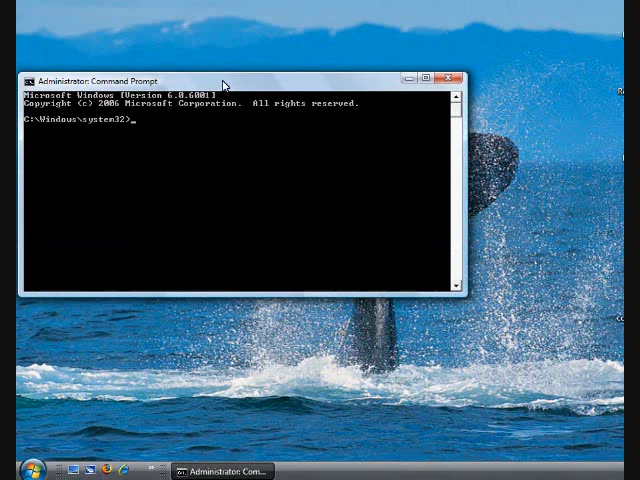 Administrator: Command Prompt
Microsoft Windows [Version 6.0.6001]
Copyright (c) 2006 Microsoft Corporation.  All rights reserved.
C:\Windows\system32>_
Administrator: Com...